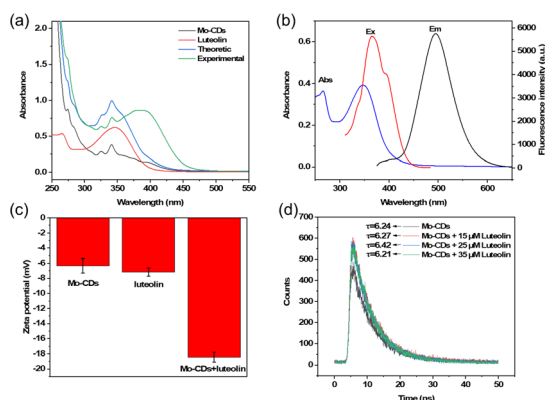 (a)
Mo-CDs
Luteolin
Theoretic
Experimental
Absorbance
2.0
1.5
1.0
0.5
0.0
250 300 350 400 450 500 550
Wavelength (nm)
(b)
Abs
Ex
Em
Absorbance
0.6
0.4
0.2
0.0
300 400 500 600
Wavelength (nm)
6000
5000
4000
3000
2000
1000
0
Fluorescence intensity (a.u.)
(c)
Zeta potential (mV)
0
-2
-4
-6
-8
-10
-12
-14
-16
-18
-20
Mo-CDs
luteolin
Mo-CDs+luteolin
(d)
Counts
700
600
500
400
300
200
100
0
τ=6.24 Mo-CDs
τ=6.27 Mo-CDs + 15 μM Luteolin
τ=6.42 Mo-CDs + 25 μM Luteolin
τ=6.21 Mo-CDs + 35 μM Luteolin
0 10 20 30 40 50
Time (ns)